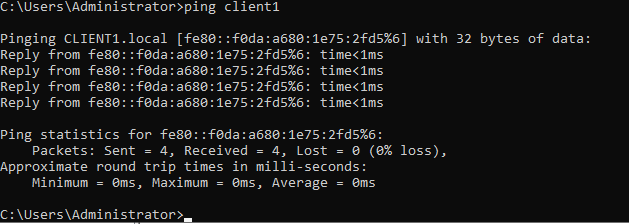 C:\Users\Administrator>ping client1
Pinging CLIENT1.local [fe80::f0da:a680:1e75:2fd5%6] with 32 bytes of data:
Reply from fe80::f0da:a680:1e75:2fd5%6: time<1ms
Reply from fe80::f0da:a680:1e75:2fd5%6: time<1ms
Reply from fe80::f0da:a680:1e75:2fd5%6: time<1ms
Reply from fe80::f0da:a680:1e75:2fd5%6: time<1ms
Ping statistics for fe80::f0da:a680:1e75:2fd5%6:
    Packets: Sent = 4, Received = 4, Lost = 0 (0% loss),
Approximate round trip times in milli-seconds:
    Minimum = 0ms, Maximum = 0ms, Average = 0ms
C:\Users\Administrator>